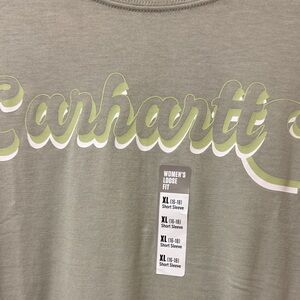 Carhartt
WOMEN'S
LOOSE
FIT
XL (16-18)
Short Sleeve
XL (16-18)
Short Sleeve
XL (16-18)
Short Sleeve
XL (16-18)
Short Sleeve